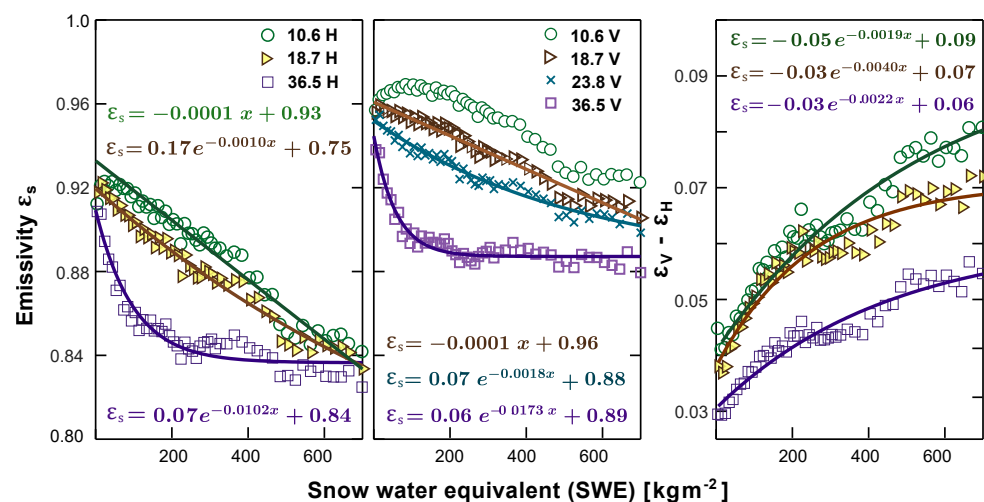 Emissivity εₛ
1.0
0.96
0.92
0.88
0.84
0.80
10.6 H
18.7 H
36.5 H
εₛ = −0.0001 x + 0.93
εₛ = 0.17e^{-0.0010x} + 0.75
εₛ = 0.07e^{-0.0102x} + 0.84
200
400
600
10.6 V
18.7 V
23.8 V
36.5 V
εₛ = −0.0001 x + 0.96
εₛ = 0.07 e^{-0.0018x} + 0.88
εₛ = 0.06 e^{-0 0173 x} + 0.89
200
400
600
εV - εH
0.09
0.07
0.05
0.03
εₛ = −0.05 e^{-0.0019x} + 0.09
εₛ = −0.03 e^{-0.0040x} + 0.07
εₛ = −0.03 e^{-0.0022x} + 0.06
200
400
600
Snow water equivalent (SWE) [kgm⁻²]